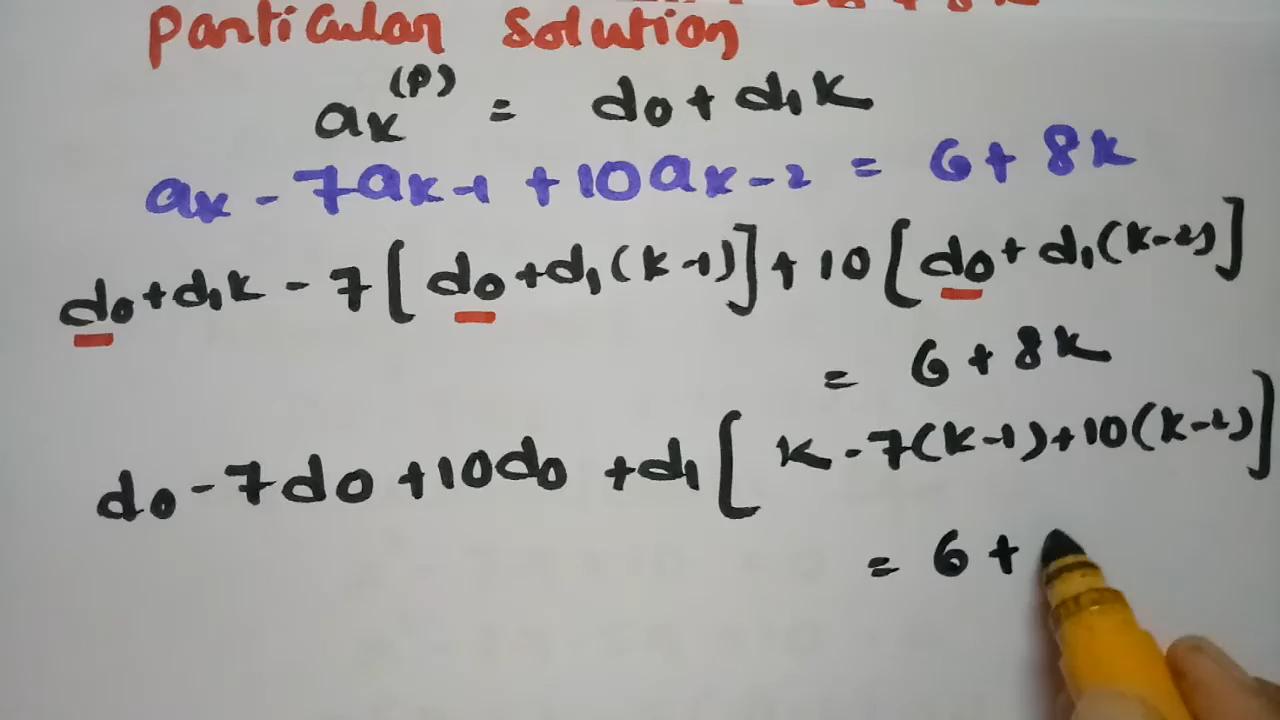 Particular solution
aₖ⁽ᵖ⁾ = d₀ + d₁k
aₖ - 7aₖ₋₁ + 10aₖ₋₂ = 6 + 8k
d₀ + d₁k - 7[d₀ + d₁(k-1)] + 10[d₀ + d₁(k-2)]
= 6 + 8k
d₀ - 7d₀ + 10d₀ + d₁[k - 7(k-1) + 10(k-2)]
= 6 +